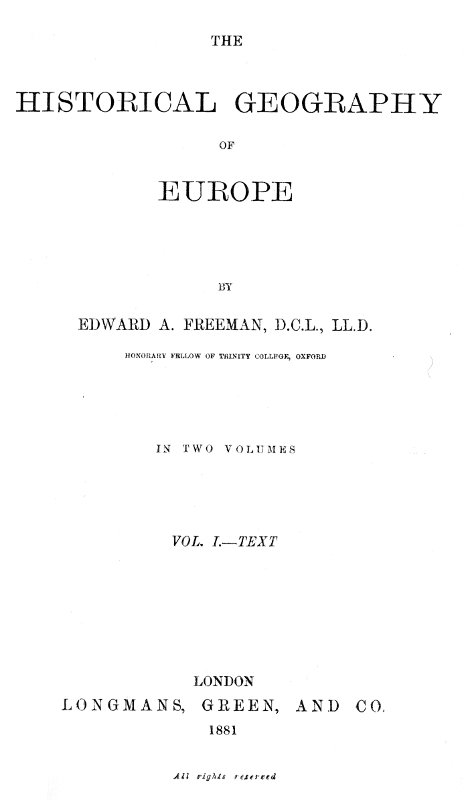 THE
HISTORICAL GEOGRAPHY
OF
EUROPE
BY
EDWARD A. FREEMAN, D.C.L., LL.D.
HONORARY FELLOW OF TRINITY COLLEGE, OXFORD
IN TWO VOLUMES
VOL. I.—TEXT
LONDON
LONGMANS, GREEN, AND CO.
1881
All rights reserved